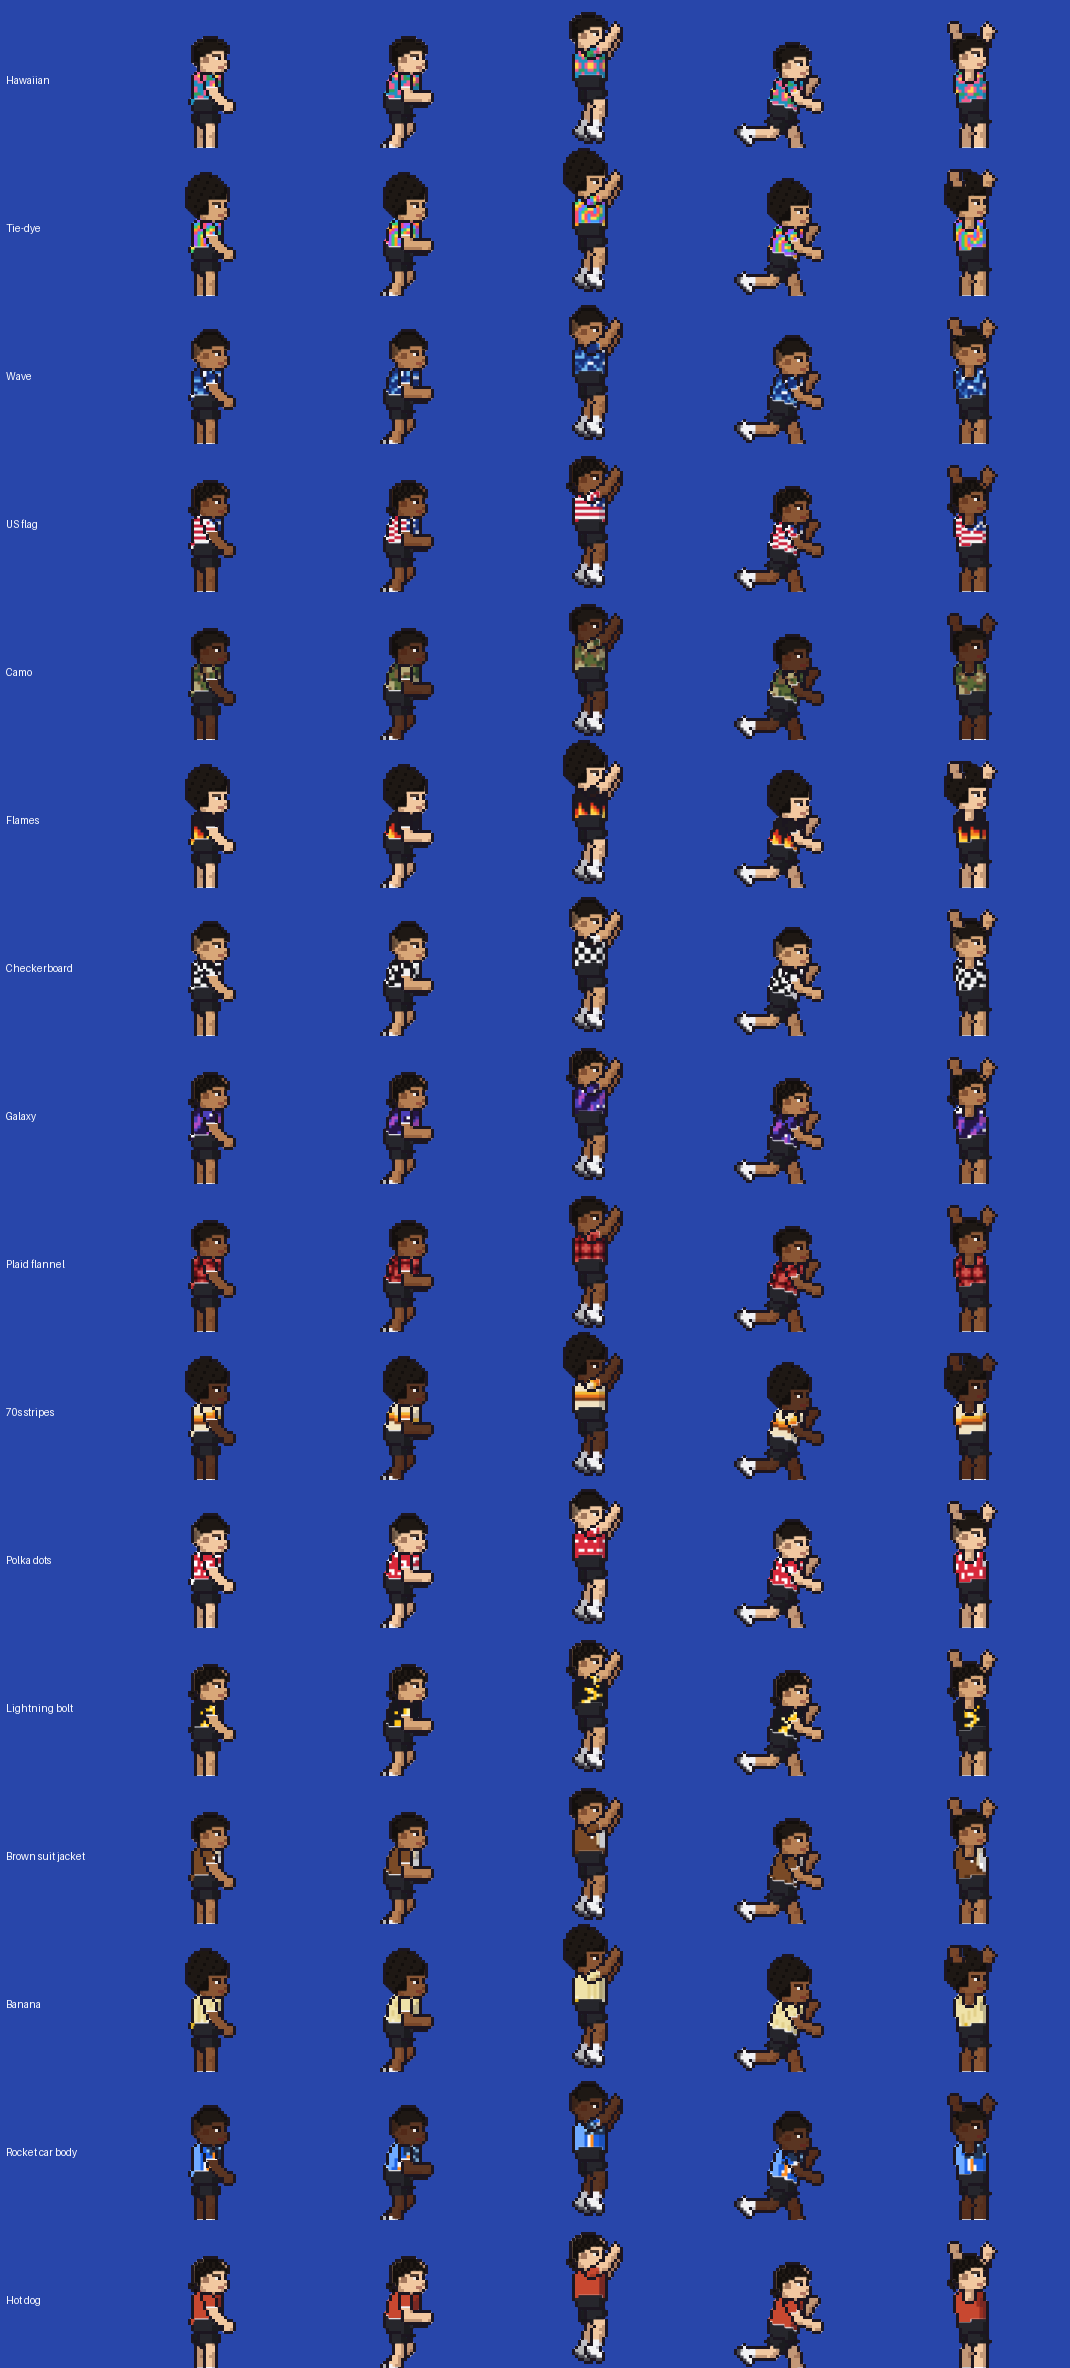 Hawaiian
Tie-dye
Wave
US flag
Camo
Flames
Checkerboard
Galaxy
Plaid flannel
70s stripes
Polka dots
Lightning bolt
Brown suit jacket
Banana
Rocket car body
Hot dog